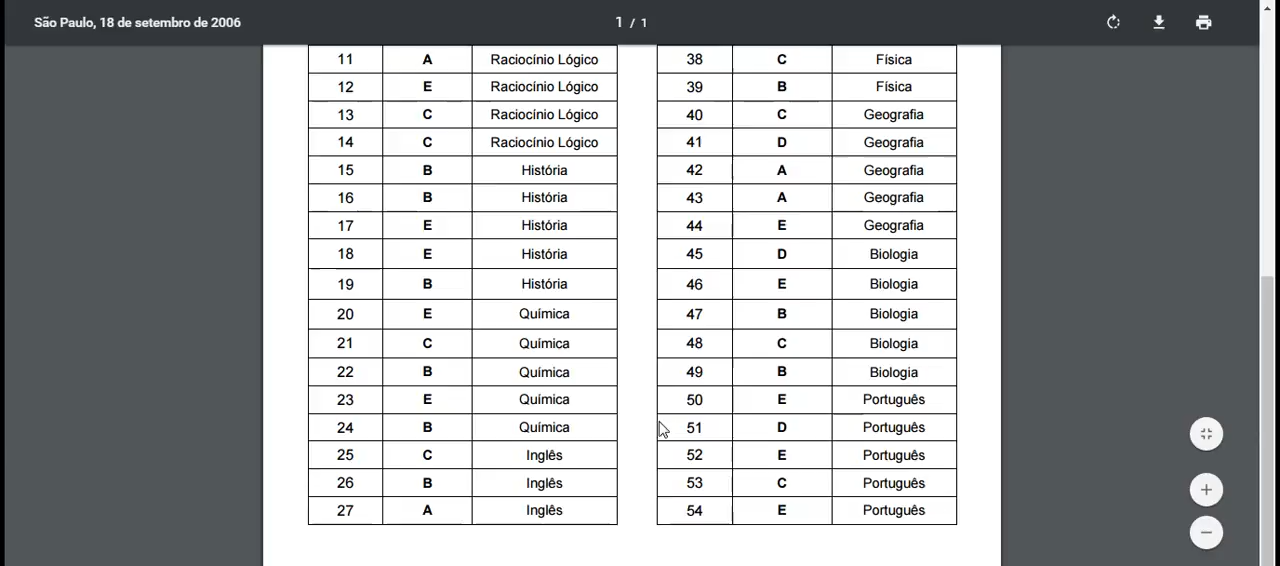 São Paulo, 18 de setembro de 2006
1 / 1
11 A Raciocínio Lógico 38 C Física
12 E Raciocínio Lógico 39 B Física
13 C Raciocínio Lógico 40 C Geografia
14 C Raciocínio Lógico 41 D Geografia
15 B História 42 A Geografia
16 B História 43 A Geografia
17 E História 44 E Geografia
18 E História 45 D Biologia
19 B História 46 E Biologia
20 E Química 47 B Biologia
21 C Química 48 C Biologia
22 B Química 49 B Biologia
23 E Química 50 E Português
24 B Química 51 D Português
25 C Inglês 52 E Português
26 B Inglês 53 C Português
27 A Inglês 54 E Português